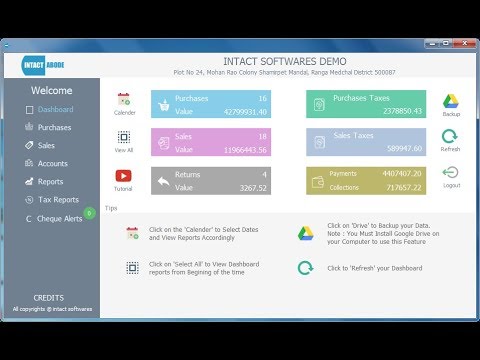 INTACT ABODE
INTACT SOFTWARES DEMO
Plot No 24, Mohan Rao Colony Shamirpet Mandal, Ranga Medchal District 500087
Welcome
Dashboard
Purchases
Sales
Accounts
Reports
Tax Reports
Cheque Alerts
0
CREDITS
All copyrights @ intact softwares
Calender
Purchases 16
Value 42799931.40
Purchases Taxes
2378850.43
Backup
View All
Sales 18
Value 11966443.56
Sales Taxes
589947.60
Refresh
Tutorial
Returns 4
Value 3267.52
Payments 4407407.20
Collections 717657.22
Logout
Tips
Click on the 'Calender' to Select Dates
and View Reports Accordingly
Click on 'Drive' to Backup your Data.
Note : You Must Install Google Drive on
your Computer to use this Feature
Click on 'Select All' to View Dashboard
reports from Begining of the time
Click to 'Refresh' your Dashboard